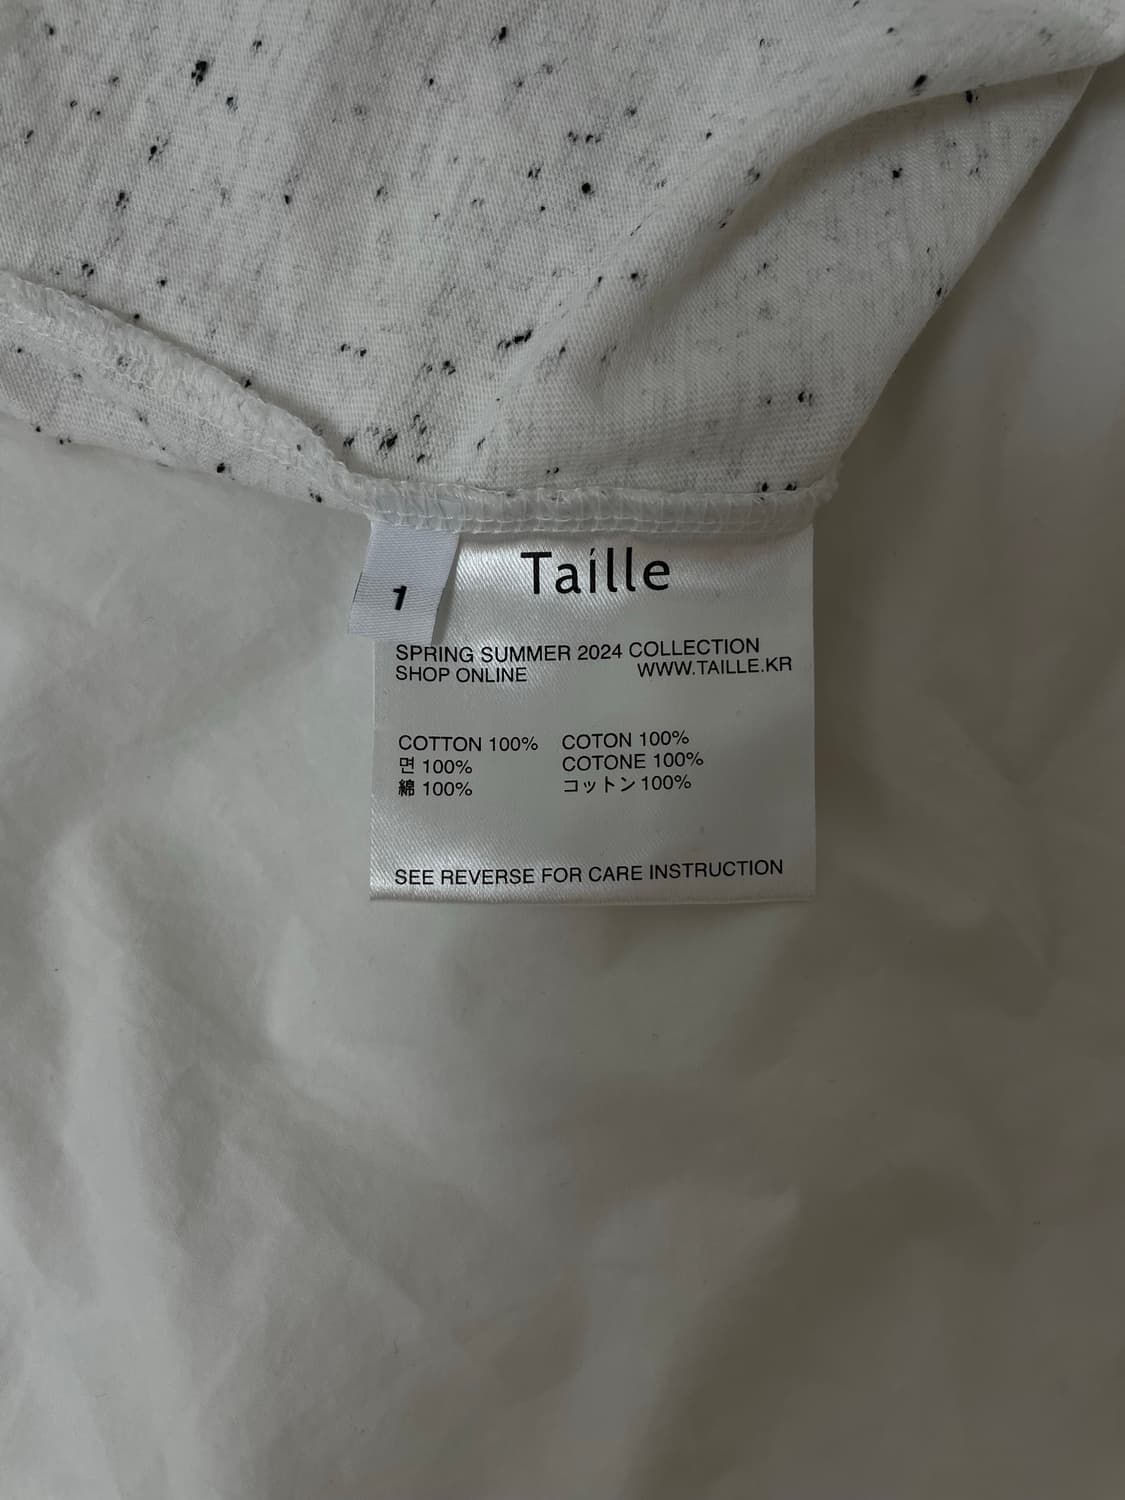 Taílle
1
SPRING SUMMER 2024 COLLECTION
SHOP ONLINE WWW.TAILLE.KR
COTTON 100% COTON 100%
면 100% COTONE 100%
綿 100% コットン 100%
SEE REVERSE FOR CARE INSTRUCTION